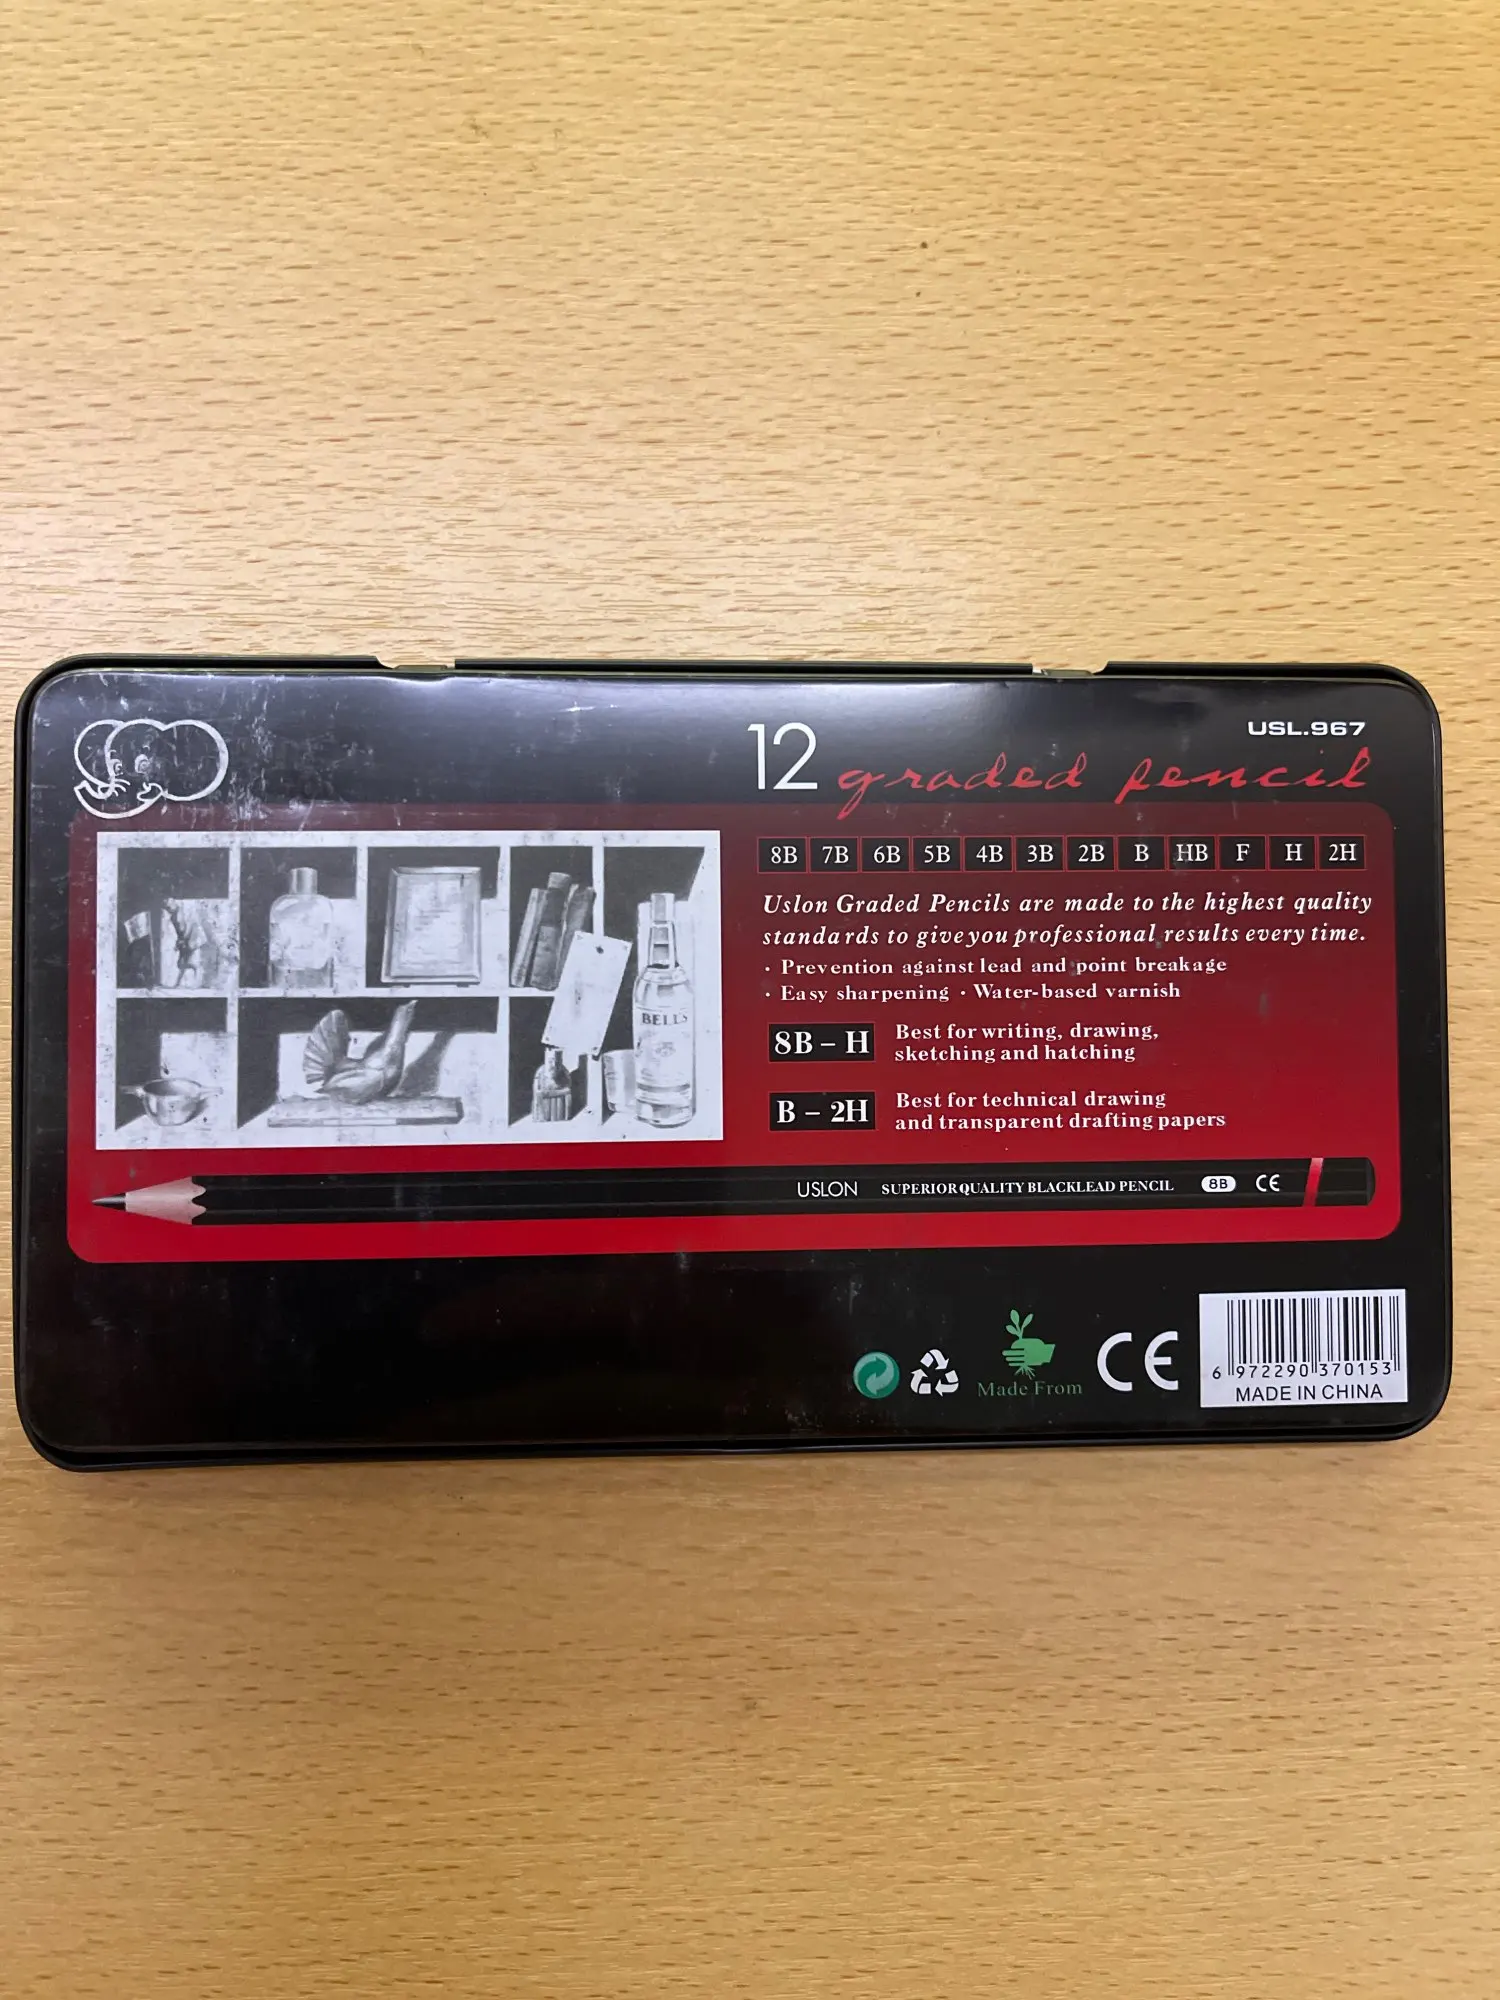 USL.967
12 graded pencil
8B 7B 6B 5B 4B 3B 2B B HB F H 2H
Uslon Graded Pencils are made to the highest quality
standards to give you professional results every time.
· Prevention against lead and point breakage
· Easy sharpening · Water-based varnish
8B – H
Best for writing, drawing,
sketching and hatching
B – 2H
Best for technical drawing
and transparent drafting papers
BELL'S
USLON SUPERIOR QUALITY BLACKLEAD PENCIL 8B CE
Made From
CE
6 972290 370153
MADE IN CHINA